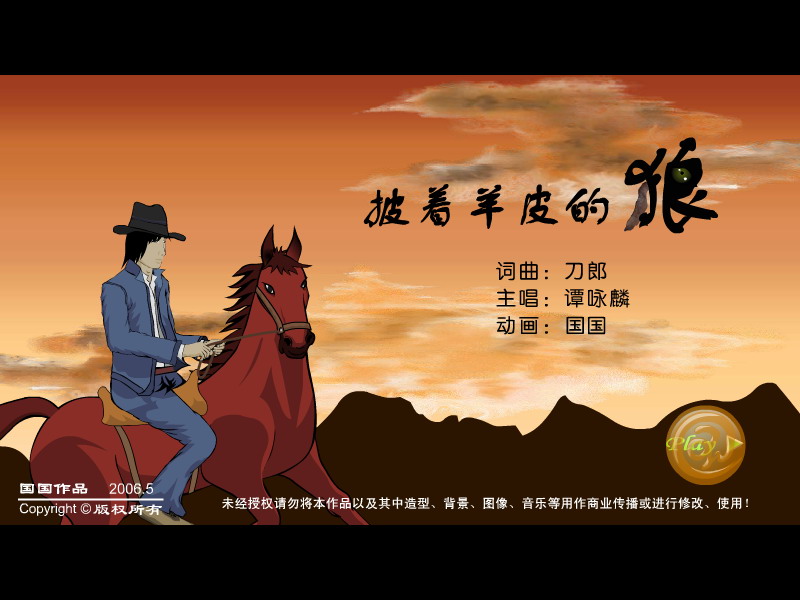 披着羊皮的狼
词曲：刀郎
主唱：谭咏麟
动画：国国
Play
国国作品 2006.5
Copyright © 版权所有
未经授权请勿将本作品以及其中造型、背景、图像、音乐等用作商业传播或进行修改、使用！